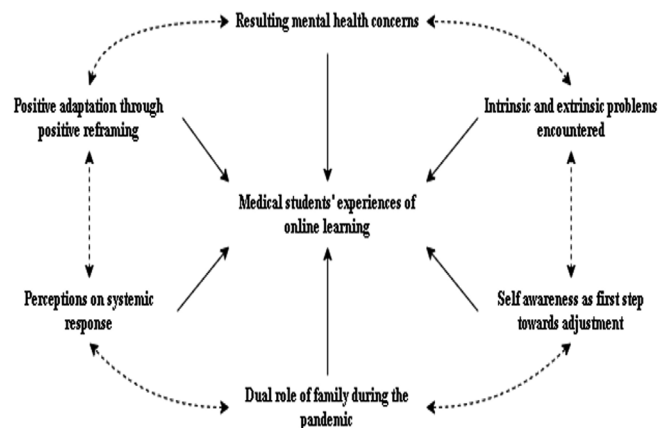 Resulting mental health concerns
Positive adaptation through
positive reframing
Intrinsic and extrinsic problems
encountered
Medical students' experiences of
online learning
Perceptions on systemic
response
Self awareness as first step
towards adjustment
Dual role of family during the
pandemic